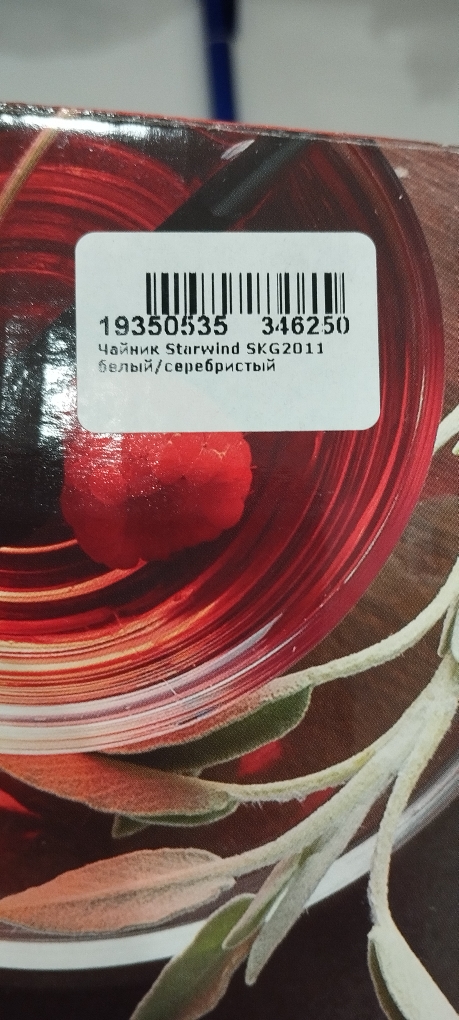 19350535 346250
Чайник Starwind SKG2011
белый/серебристый